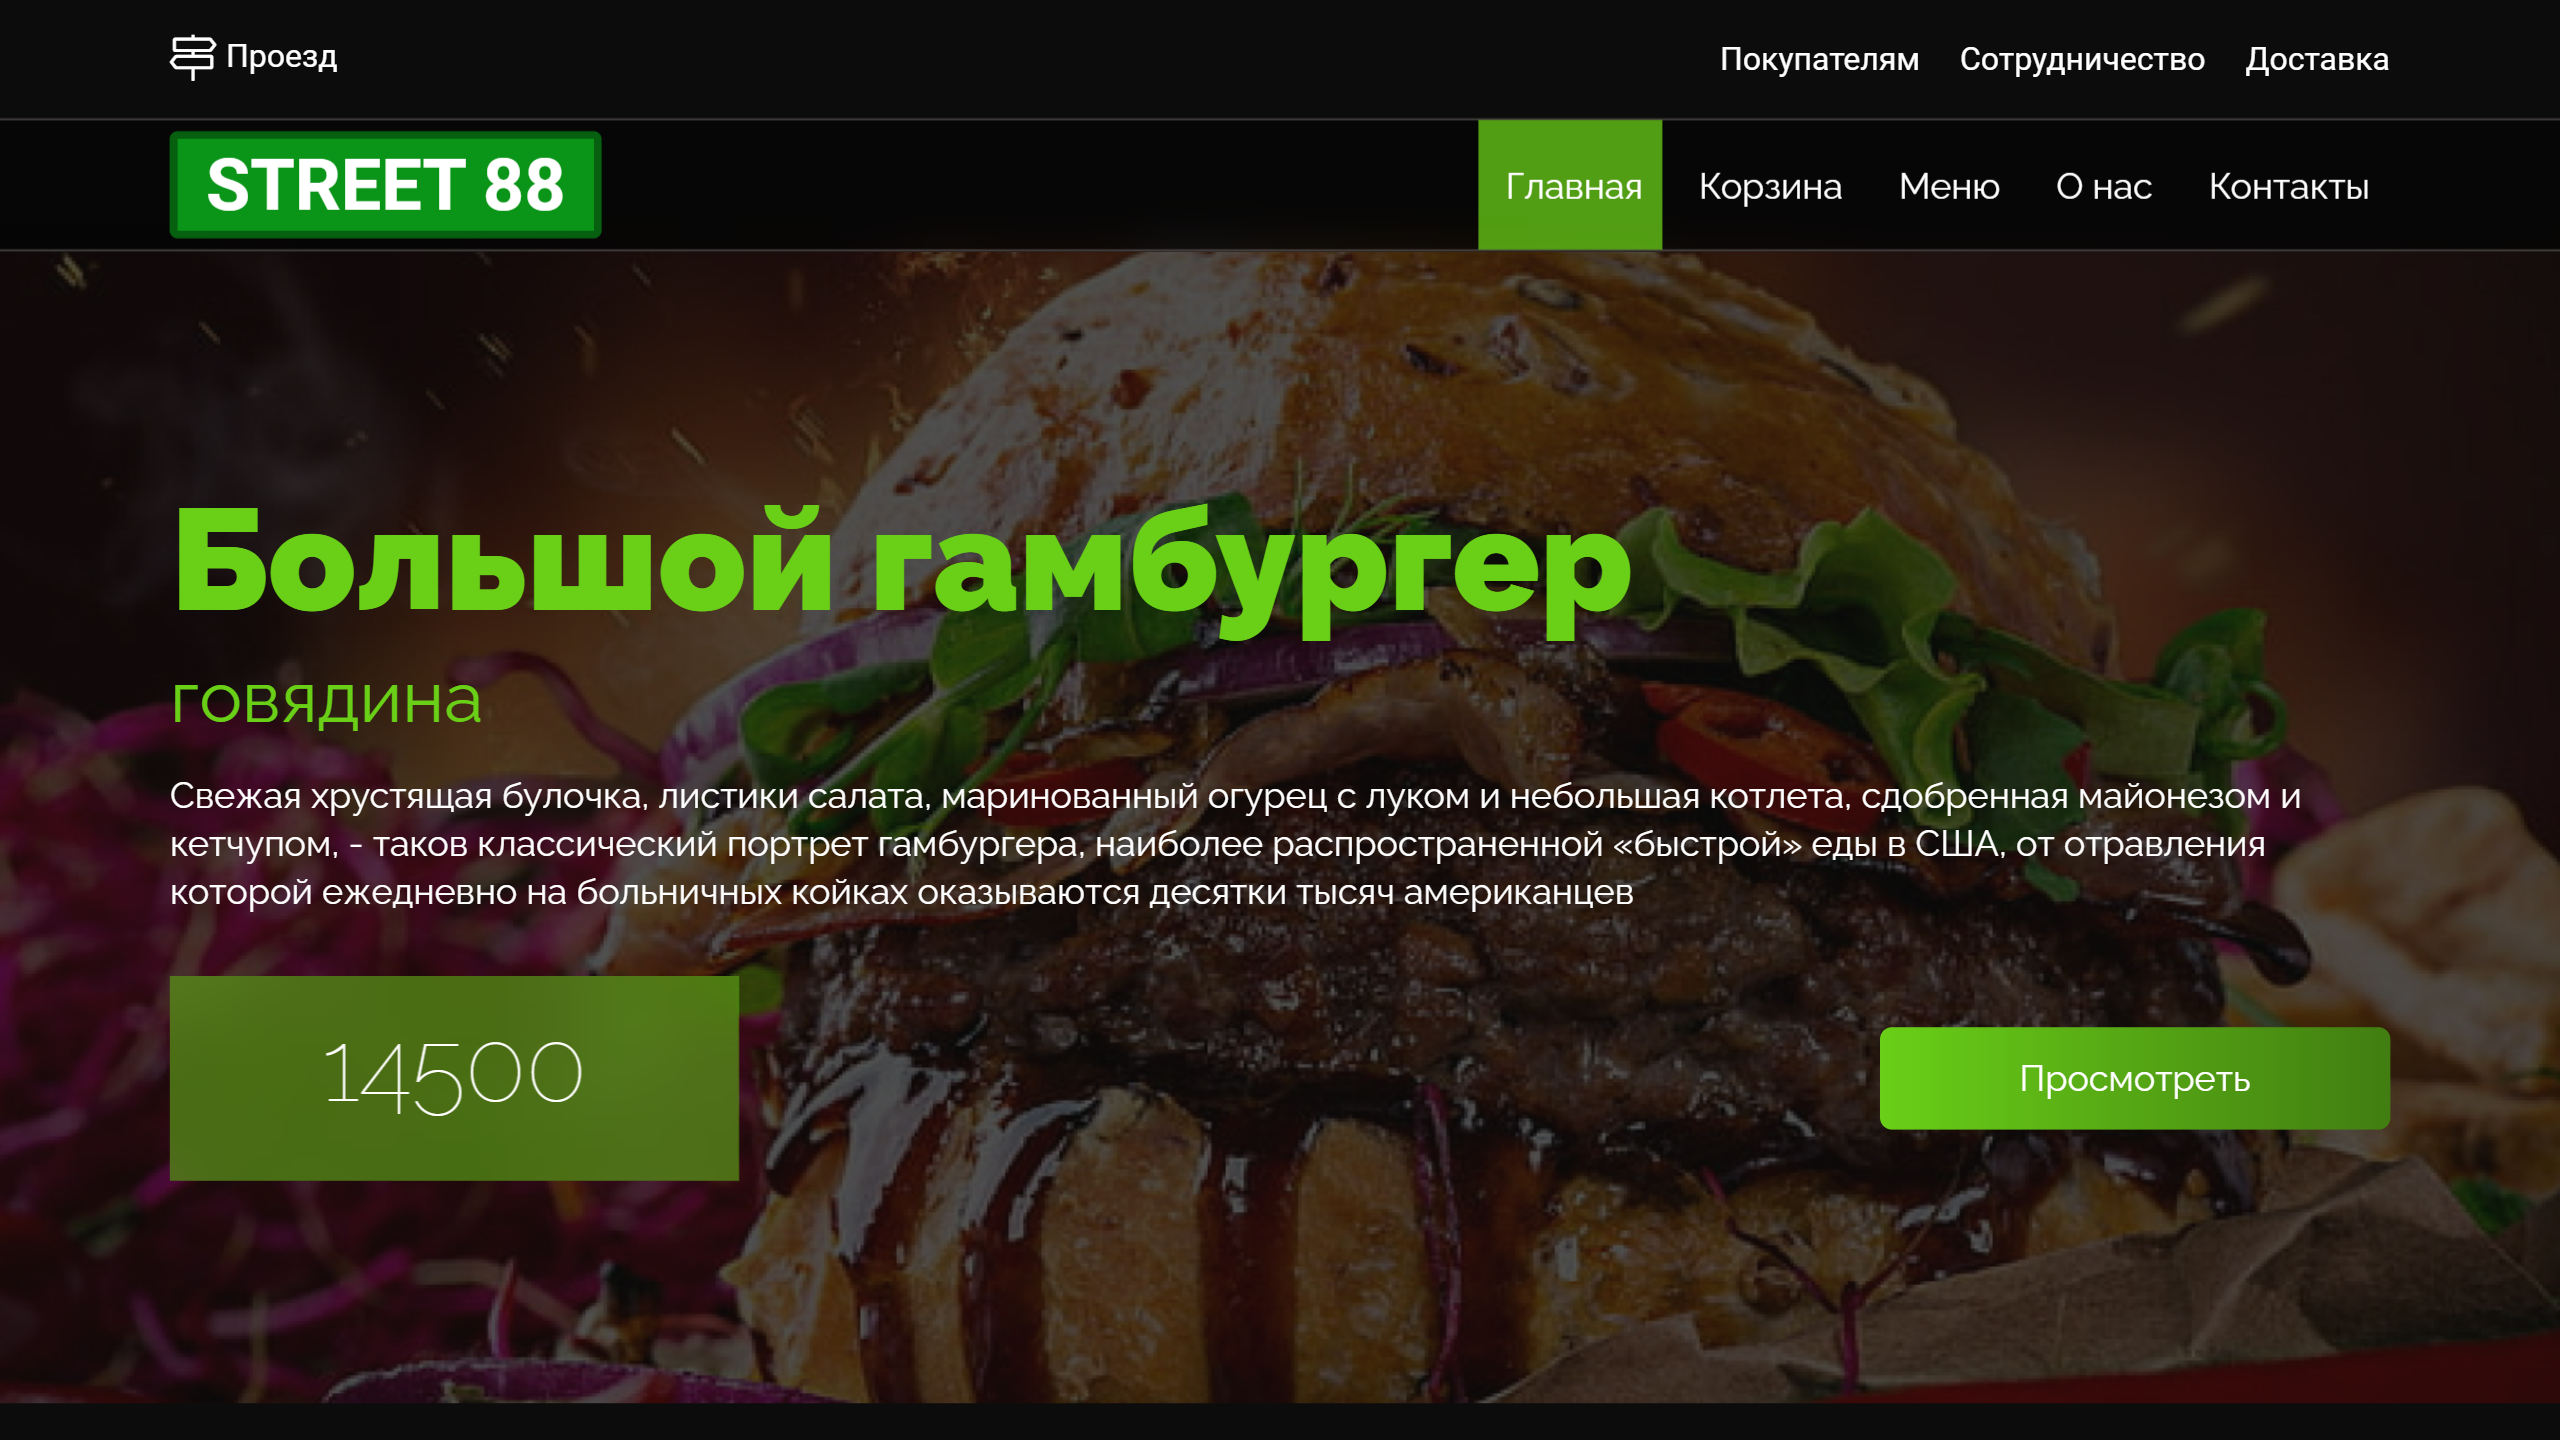 Проезд
Покупателям Сотрудничество Доставка
STREET 88
Главная Корзина Меню О нас Контакты
Большой гамбургер
говядина
Свежая хрустящая булочка, листики салата, маринованный огурец с луком и небольшая котлета, сдобренная майонезом и
кетчупом, - таков классический портрет гамбургера, наиболее распространенной «быстрой» еды в США, от отравления
которой ежедневно на больничных койках оказываются десятки тысяч американцев
14500
Просмотреть